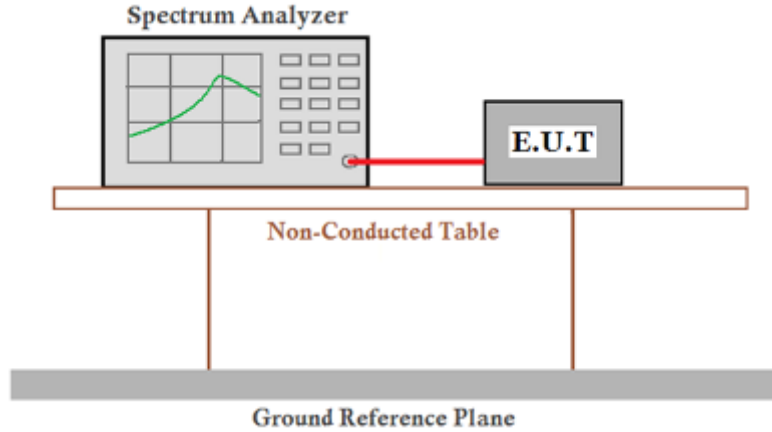 Spectrum Analyzer
E.U.T
Non-Conducted Table
Ground Reference Plane